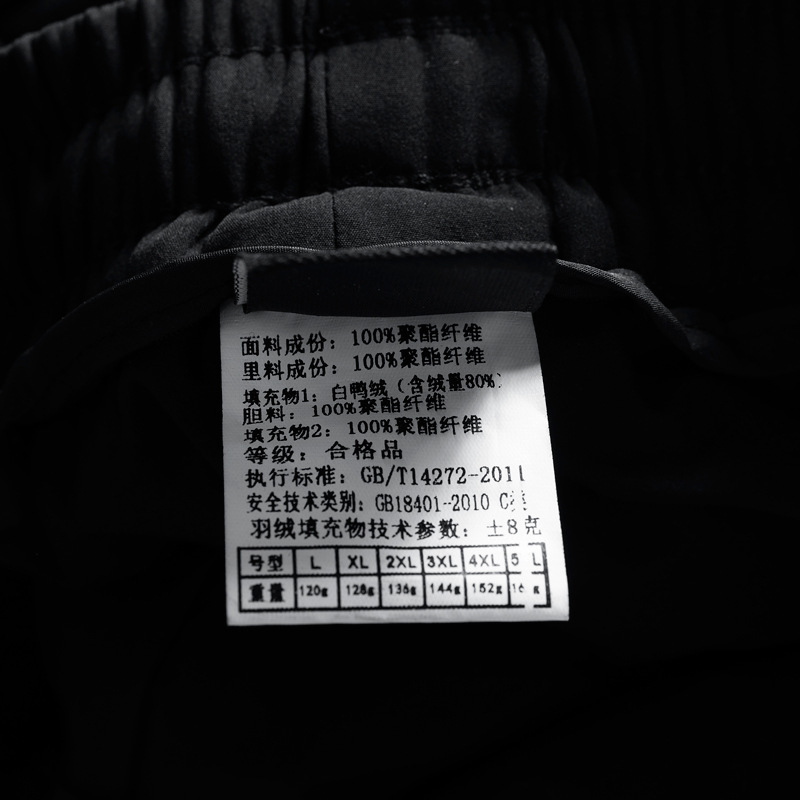 面料成份：100%聚酯纤维
里料成份：100%聚酯纤维
填充物1：白鸭绒（含绒量80%）
胆料：100%聚酯纤维
填充物2：100%聚酯纤维
等级：合格品
执行标准：GB/T14272-2011
安全技术类别：GB18401-2010 C类
羽绒填充物技术参数：±8克
号型 L XL 2XL 3XL 4XL 5 L
重量 120g 128g 136g 144g 152g 16 g